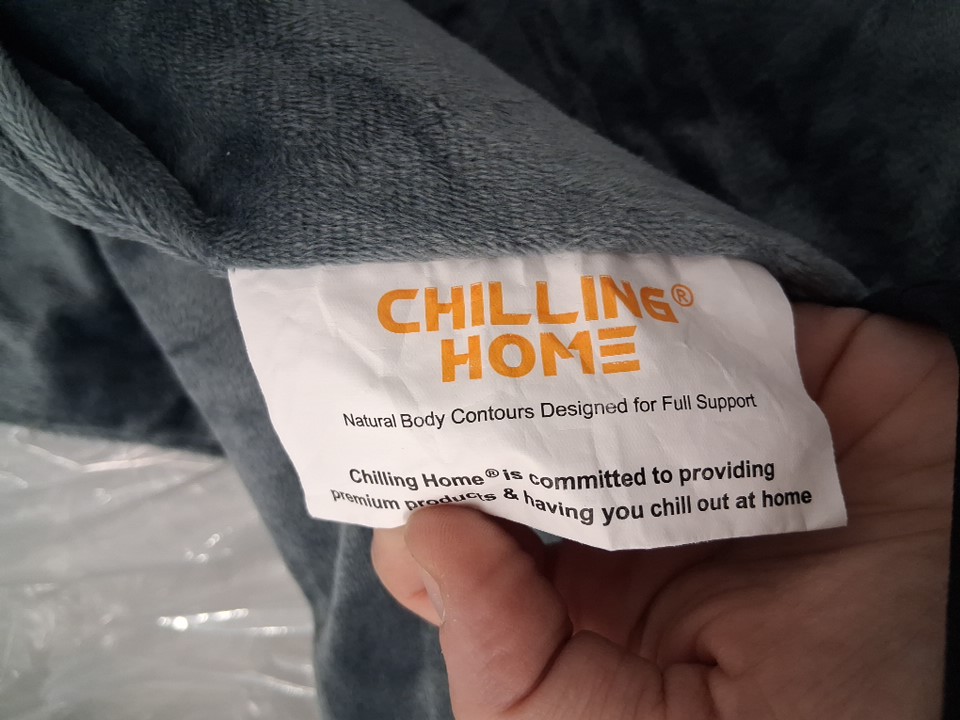 CHILLING®
HOME
Natural Body Contours Designed for Full Support
Chilling Home® is committed to providing
premium products & having you chill out at home